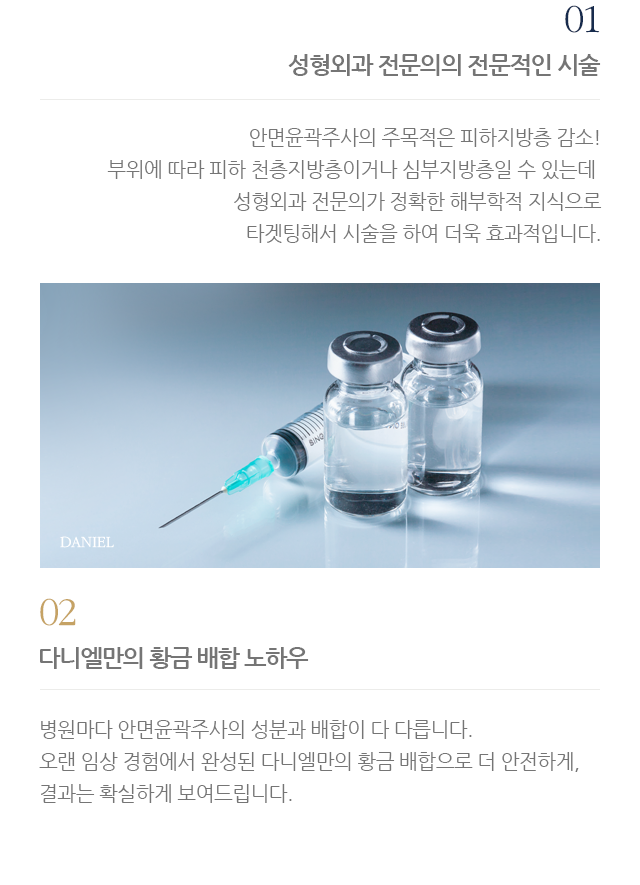 01
성형외과 전문의의 전문적인 시술
안면윤곽주사의 주목적은 피하지방층 감소!
부위에 따라 피하 천층지방층이거나 심부지방층일 수 있는데
성형외과 전문의가 정확한 해부학적 지식으로
타겟팅해서 시술을 하여 더욱 효과적입니다.
DANIEL
02
다니엘만의 황금 배합 노하우
병원마다 안면윤곽주사의 성분과 배합이 다 다릅니다.
오랜 임상 경험에서 완성된 다니엘만의 황금 배합으로 더 안전하게,
결과는 확실하게 보여드립니다.